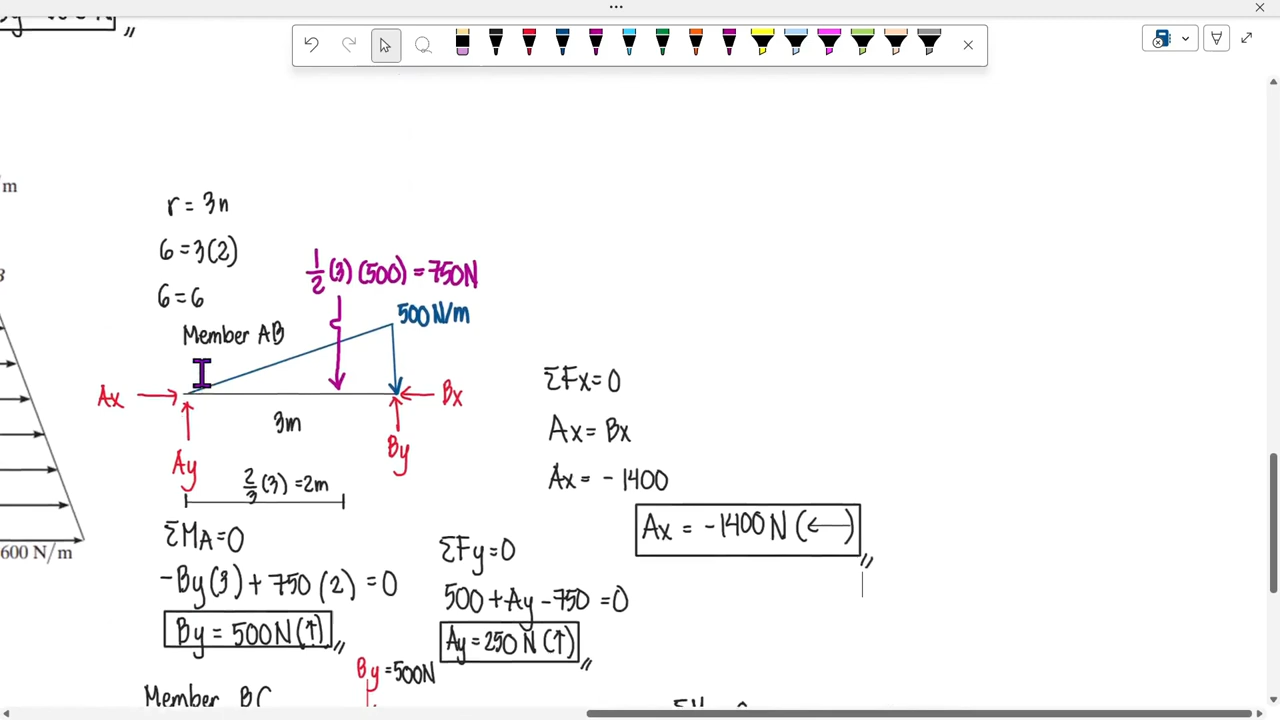 /m
r = 3n
6 = 3(2)
6 = 6
1/2 (3) (500) = 750N
500 N/m
Member AB
Ax
Bx
3m
Ay
By
2/3 (3) = 2m
ΣFx=0
Ax = Bx
Ax = - 1400
Ax = -1400 N (←)
600 N/m
ΣMA=0
-By (3) + 750 (2) = 0
By = 500N (↑)
ΣFy=0
500 + Ay - 750 = 0
Ay = 250 N (↑)
By = 500N
Member BC